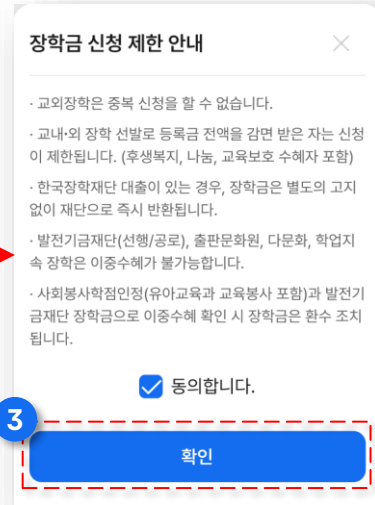 장학금 신청 제한 안내
· 교외장학은 중복 신청을 할 수 없습니다.
· 교내•외 장학 선발로 등록금 전액을 감면 받은 자는 신청
이 제한됩니다. (후생복지, 나눔, 교육보호 수혜자 포함)
· 한국장학재단 대출이 있는 경우, 장학금은 별도의 고지
없이 재단으로 즉시 반환됩니다.
· 발전기금재단(선행/공로), 출판문화원, 다문화, 학업지
속 장학은 이중수혜가 불가능합니다.
· 사회봉사학점인정(유아교육과 교육봉사 포함)과 발전기
금재단 장학금으로 이중수혜 확인 시 장학금은 환수 조치
됩니다.
동의합니다.
3
확인